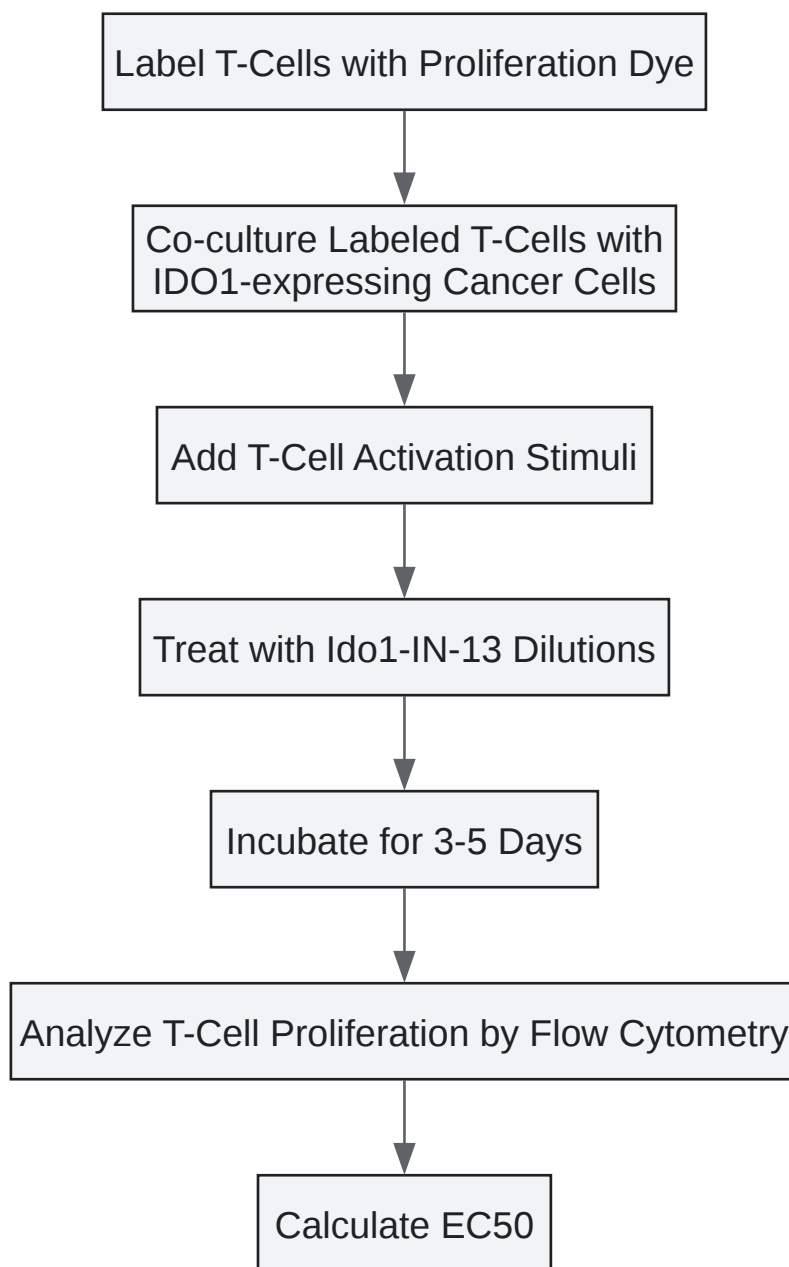 Label T-Cells with Proliferation Dye
Co-culture Labeled T-Cells with
IDO1-expressing Cancer Cells
Add T-Cell Activation Stimuli
Treat with Ido1-IN-13 Dilutions
Incubate for 3-5 Days
Analyze T-Cell Proliferation by Flow Cytometry
Calculate EC50